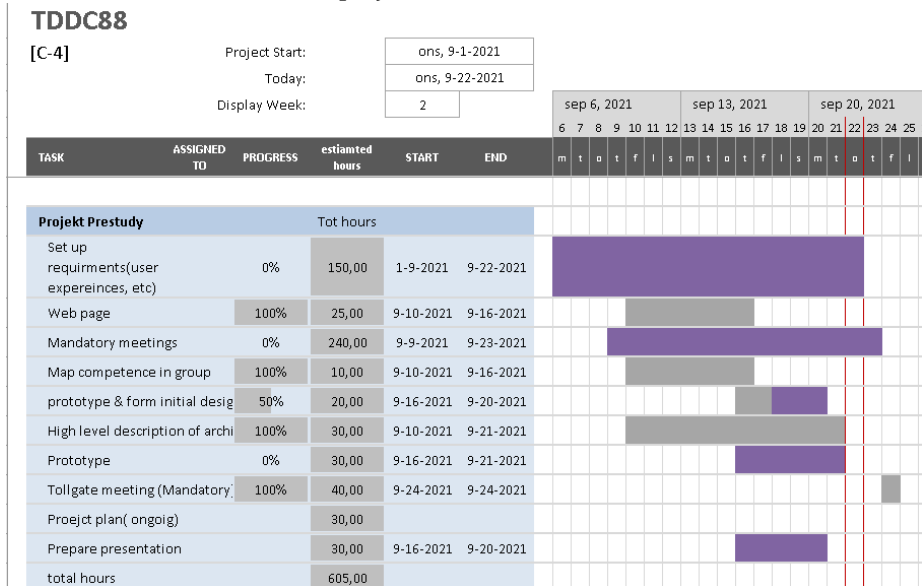 TDDC88
[C-4]
Project Start: ons, 9-1-2021
Today: ons, 9-22-2021
Display Week: 2
sep 6, 2021 sep 13, 2021 sep 20, 2021
6 7 8 9 10 11 12 13 14 15 16 17 18 19 20 21 22 23 24 25
TASK ASSIGNED TO PROGRESS estiamted hours START END m t o t f l s m t o t f l s m t o t f l
Projekt Prestudy Tot hours
Set up
requirments(user
expereinces, etc) 0% 150,00 1-9-2021 9-22-2021
Web page 100% 25,00 9-10-2021 9-16-2021
Mandatory meetings 0% 240,00 9-9-2021 9-23-2021
Map competence in group 100% 10,00 9-10-2021 9-16-2021
prototype & form initial desig 50% 20,00 9-16-2021 9-20-2021
High level description of archi 100% 30,00 9-10-2021 9-21-2021
Prototype 0% 30,00 9-16-2021 9-21-2021
Tollgate meeting (Mandatory) 100% 40,00 9-24-2021 9-24-2021
Proejct plan( ongoig) 30,00
Prepare presentation 30,00 9-16-2021 9-20-2021
total hours 605,00